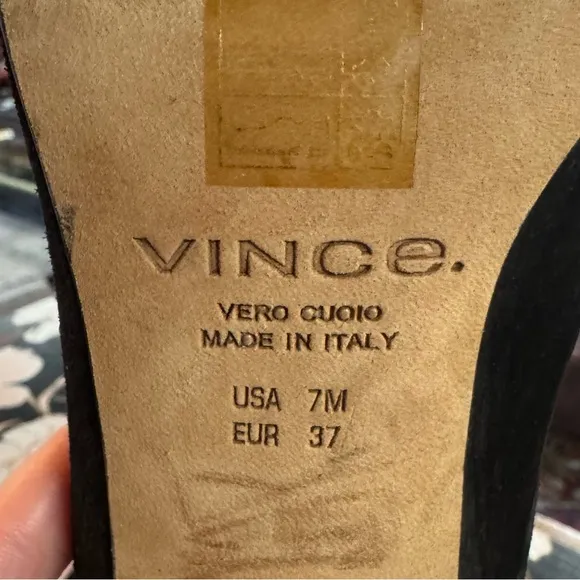 VINCe.
VERO CUOIO
MADE IN ITALY
USA 7M
EUR 37